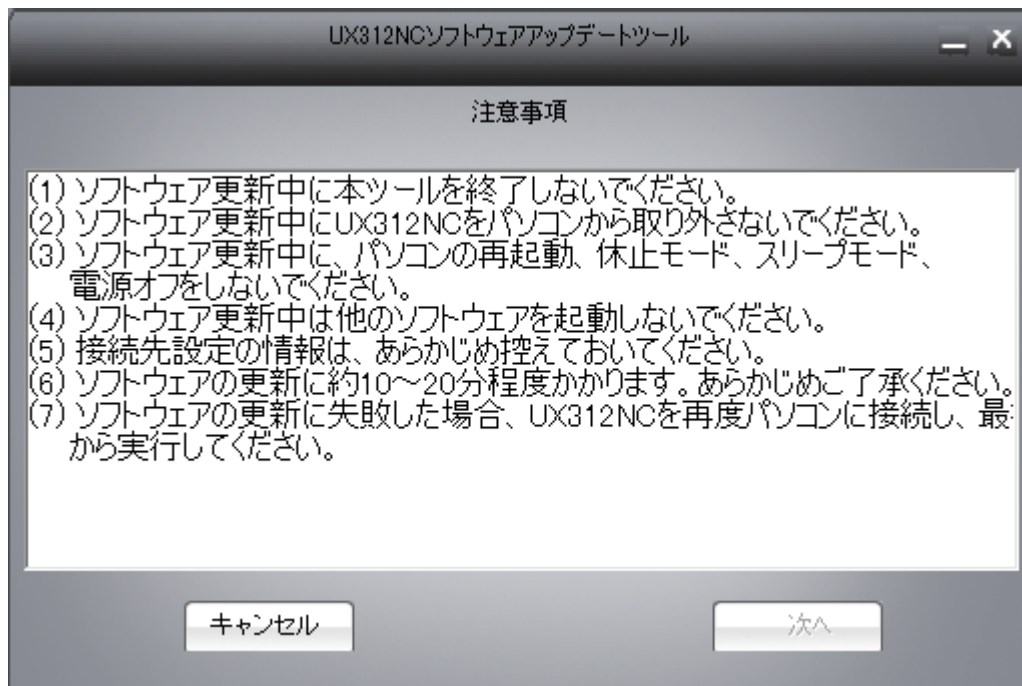 UX312NCソフトウェアアップデートツール
注意事項
(1) ソフトウェア更新中に本ツールを終了しないでください。
(2) ソフトウェア更新中にUX312NCをパソコンから取り外さないでください。
(3) ソフトウェア更新中に、パソコンの再起動、休止モード、スリープモード、
電源オフをしないでください。
(4) ソフトウェア更新中は他のソフトウェアを起動しないでください。
(5) 接続先設定の情報は、あらかじめ控えておいてください。
(6) ソフトウェアの更新に約10～20分程度かかります。あらかじめご了承ください。
(7) ソフトウェアの更新に失敗した場合、UX312NCを再度パソコンに接続し、最
から実行してください。
キャンセル
次へ